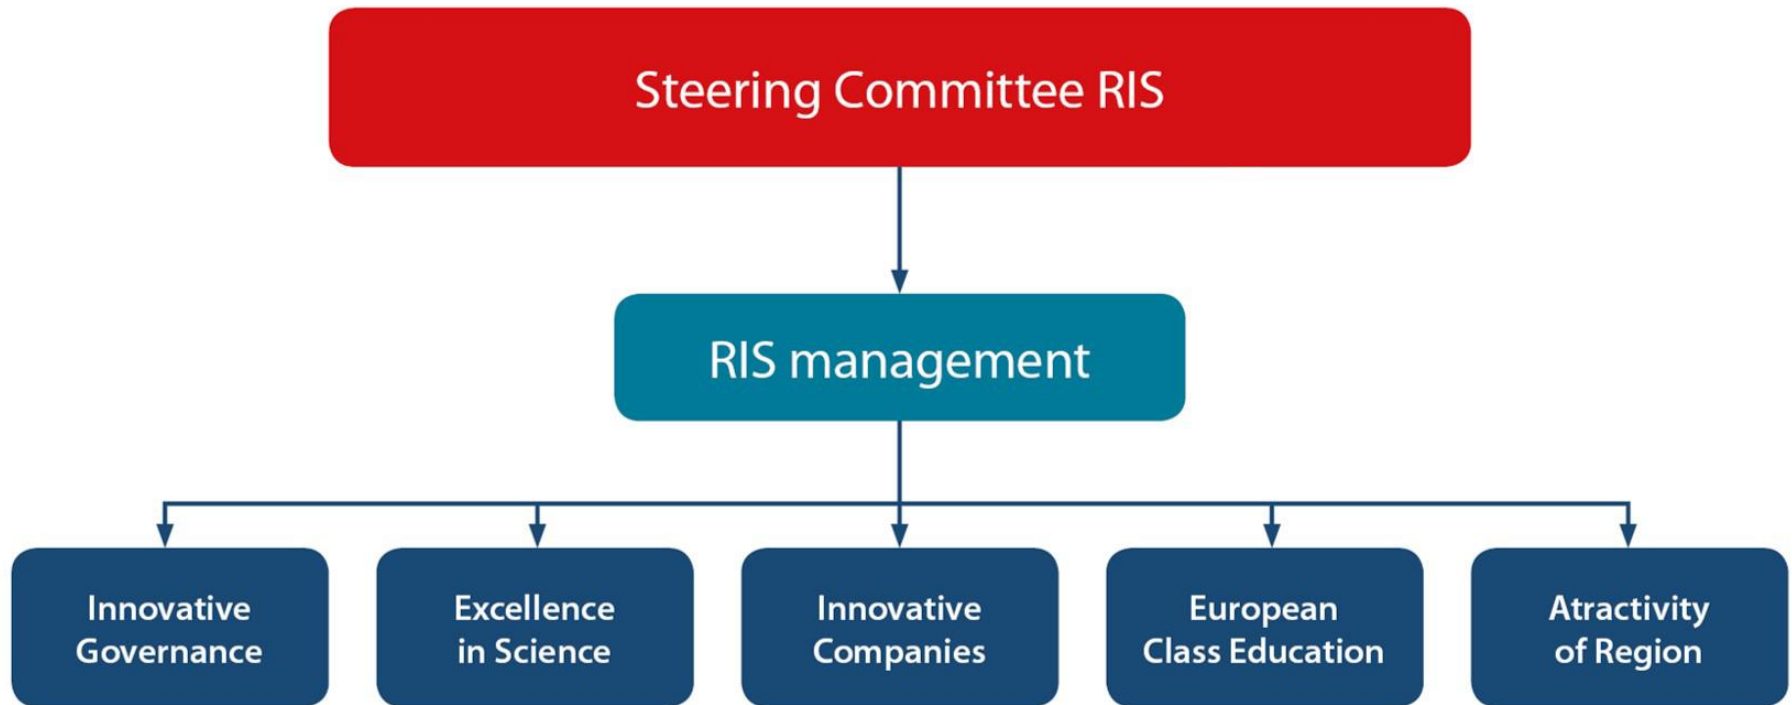 Steering Committee RIS
RIS management
Innovative
Governance
Excellence
in Science
Innovative
Companies
European
Class Education
Atractivity
of Region